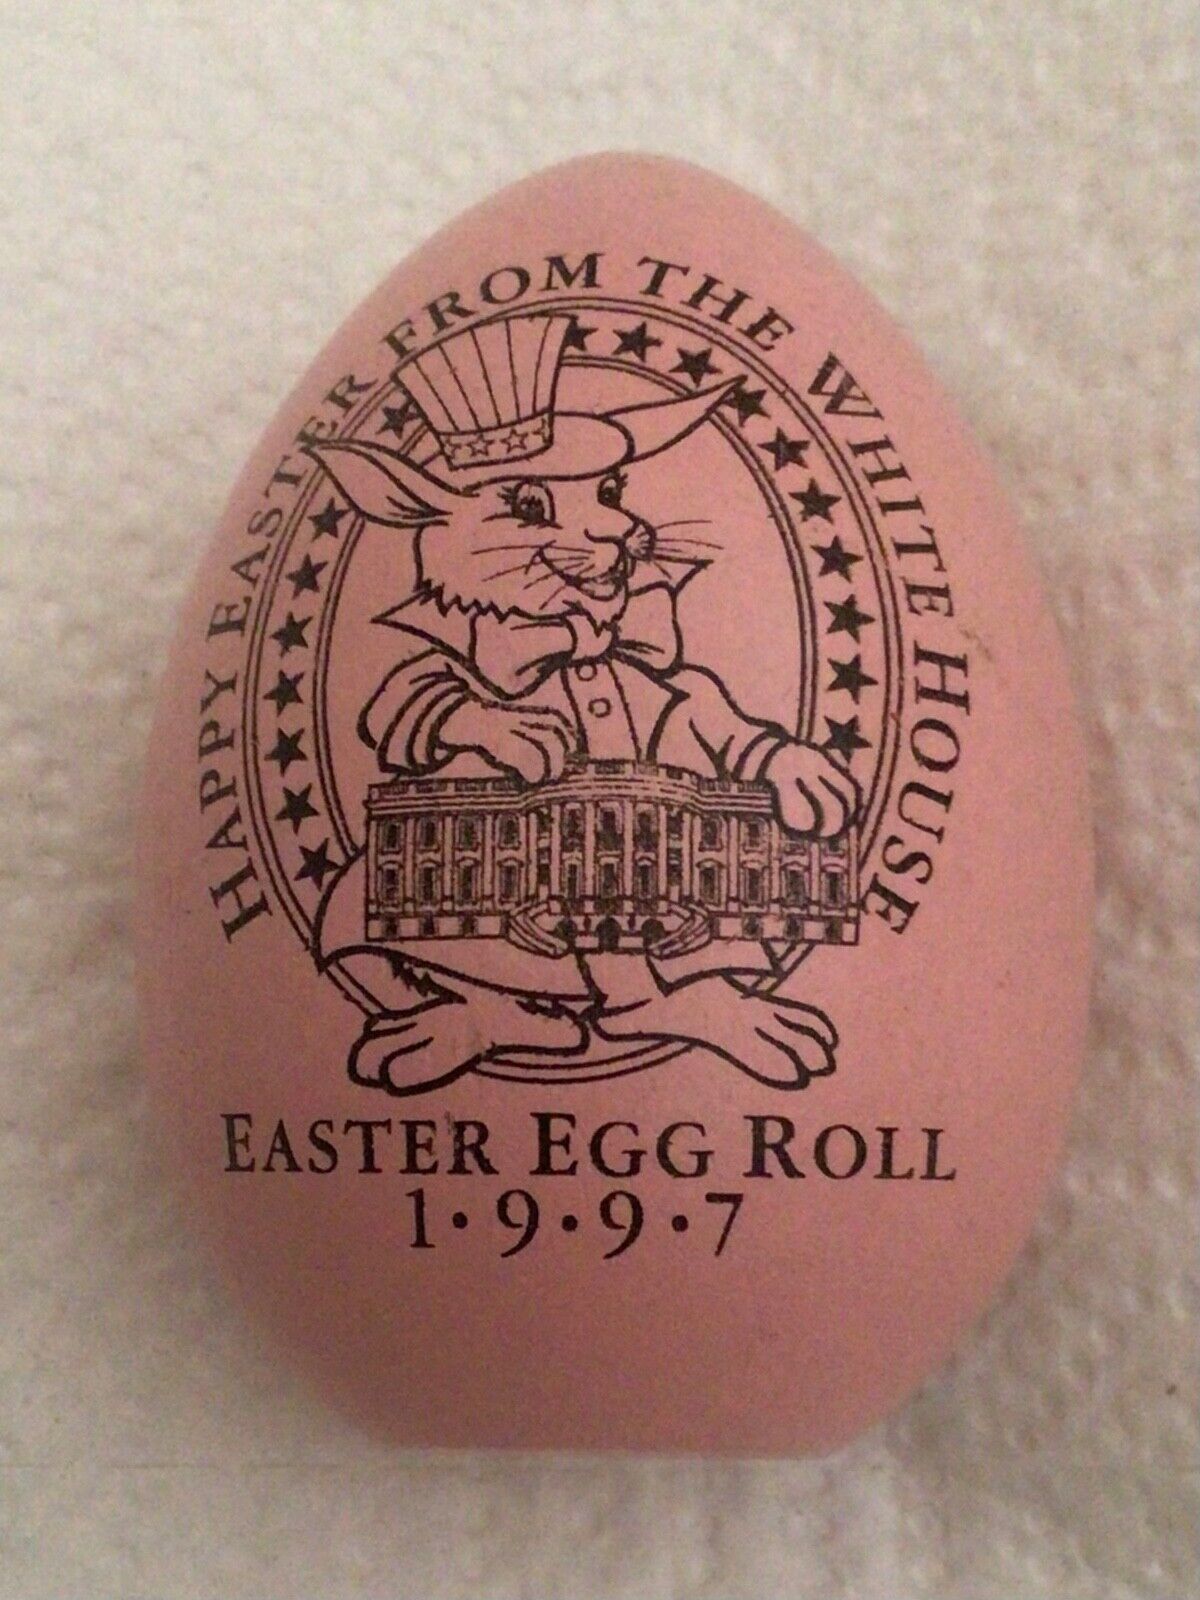 HAPPY EASTER FROM THE WHITE HOUSE
EASTER EGG ROLL
1•9•9•7